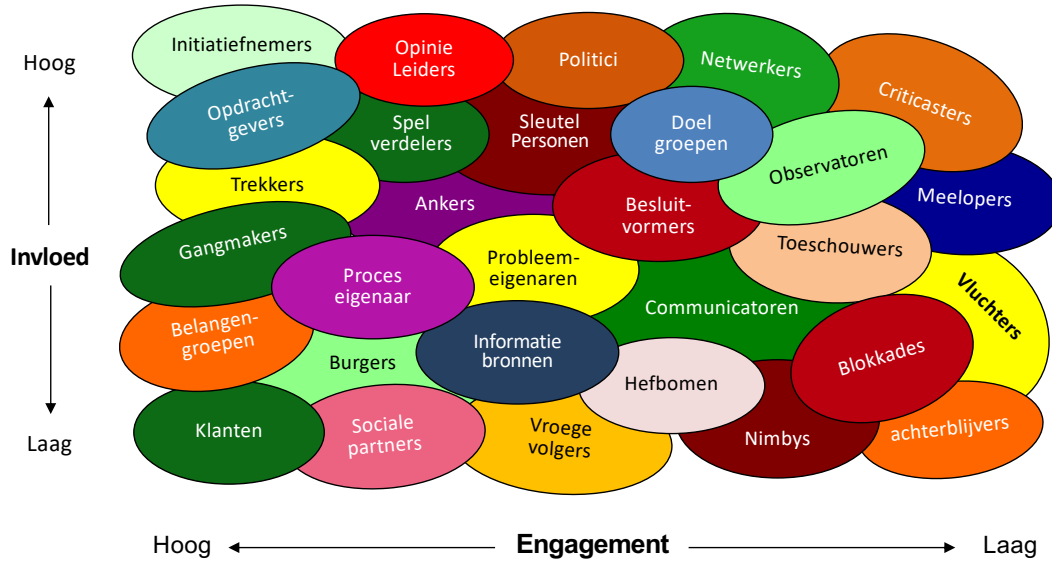 Initiatiefnemers
Opinie
Leiders
Politici
Netwerkers
Criticasters
Hoog
Opdracht-
gevers
Spel
verdelers
Sleutel
Personen
Doel
groepen
Observatoren
Trekkers
Ankers
Besluit-
vormers
Meelopers
Invloed
Gangmakers
Proces
eigenaar
Probleem-
eigenaren
Toeschouwers
Communicatoren
Vluchters
Belangen-
groepen
Burgers
Informatie
bronnen
Hefbomen
Blokkades
Laag
Klanten
Sociale
partners
Vroege
volgers
Nimbys
achterblijvers
Hoog
Engagement
Laag